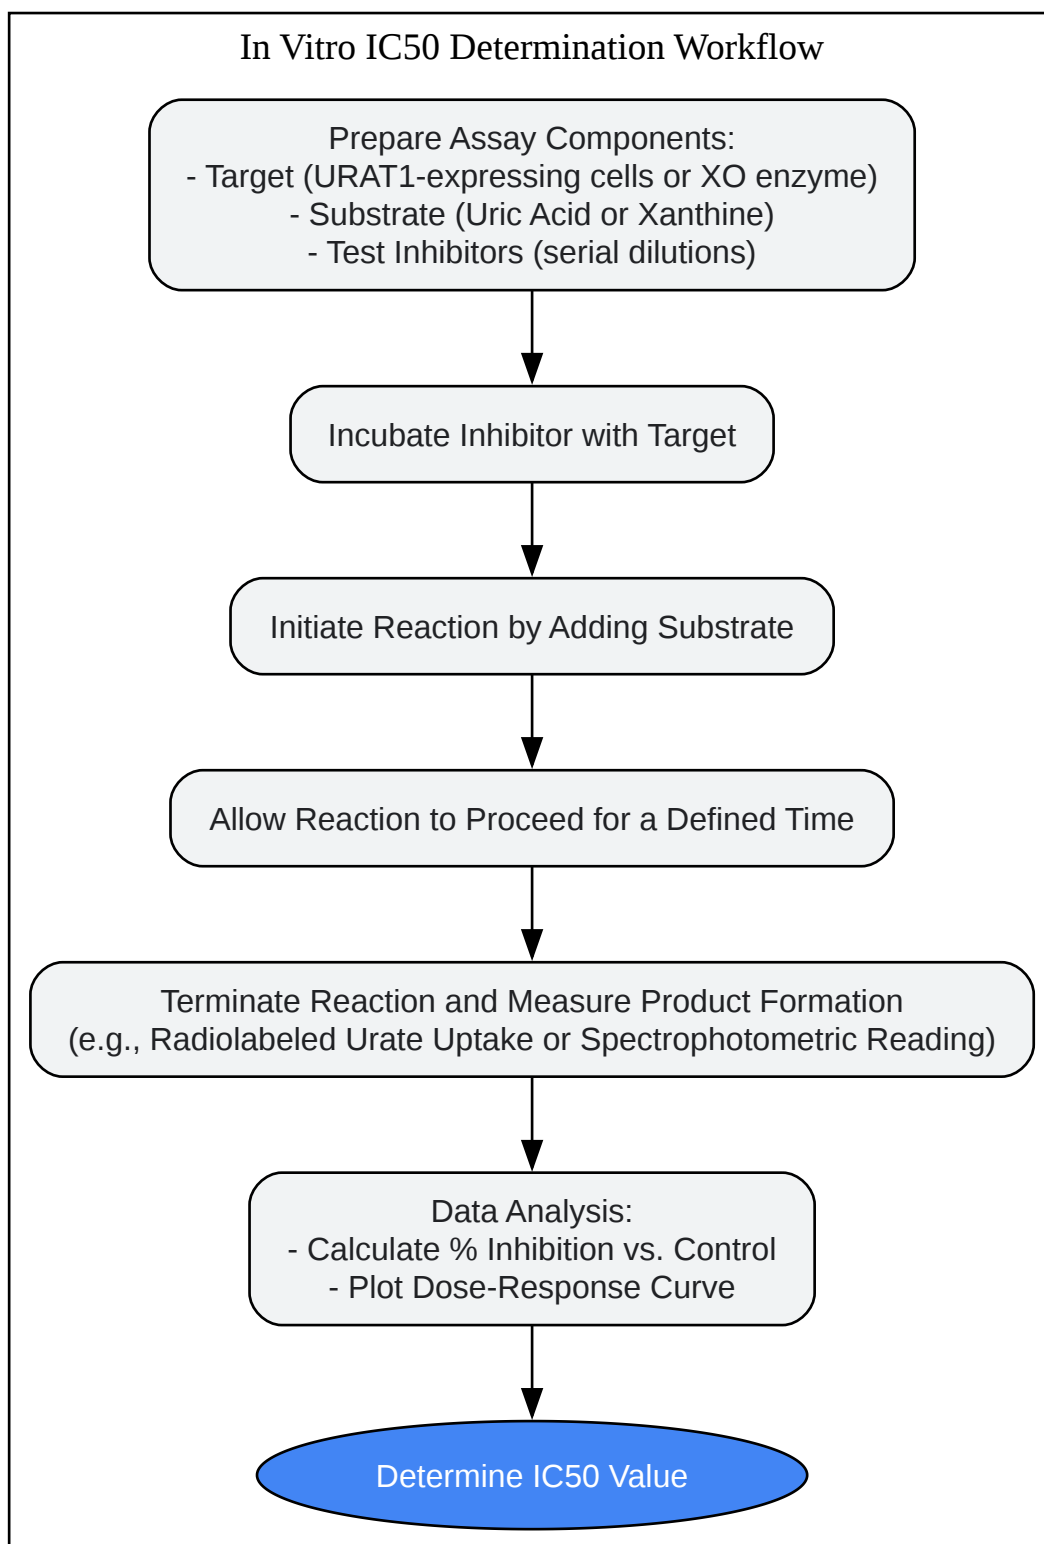 In Vitro IC50 Determination Workflow
Prepare Assay Components:
- Target (URAT1-expressing cells or XO enzyme)
- Substrate (Uric Acid or Xanthine)
- Test Inhibitors (serial dilutions)
Incubate Inhibitor with Target
Initiate Reaction by Adding Substrate
Allow Reaction to Proceed for a Defined Time
Terminate Reaction and Measure Product Formation
(e.g., Radiolabeled Urate Uptake or Spectrophotometric Reading)
Data Analysis:
- Calculate % Inhibition vs. Control
- Plot Dose-Response Curve
Determine IC50 Value